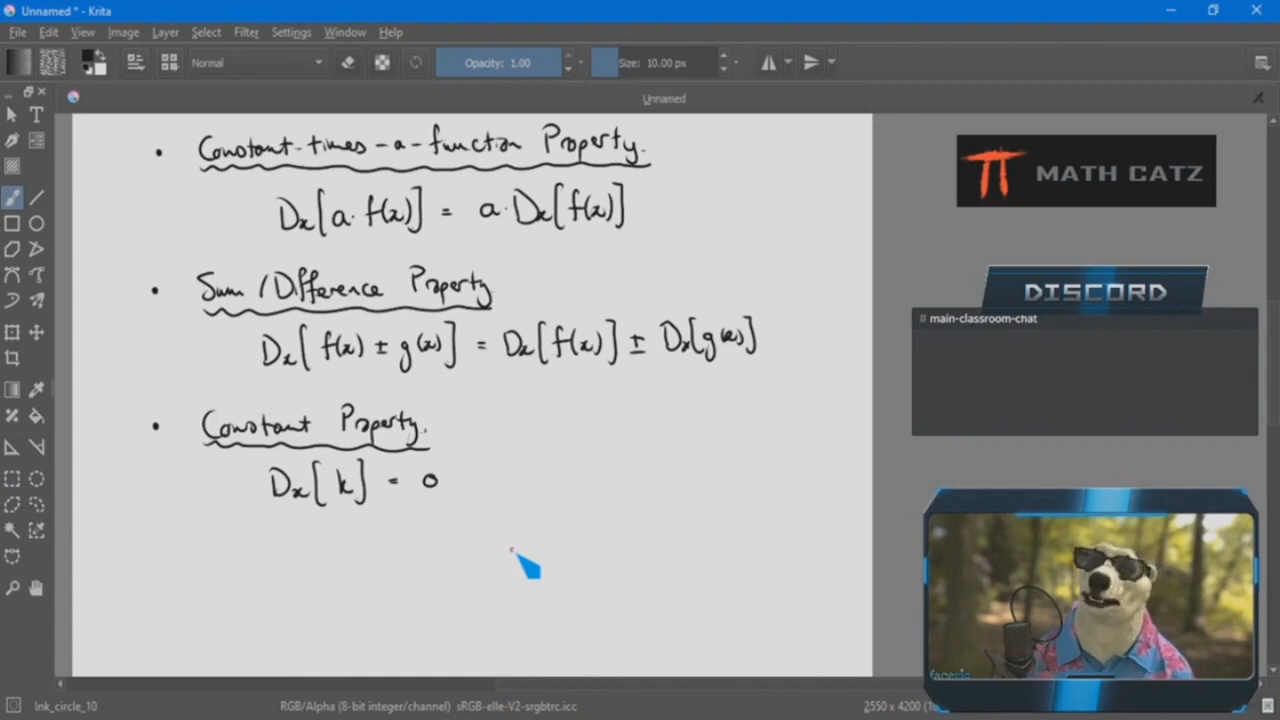 Unnamed * - Krita
File Edit View Image Layer Select Filter Settings Window Help
Normal Opacity: 1.00 Size: 10.00 px
Unnamed
• Constant-times-a-function Property.
Dx[a·f(x)] = a·Dx[f(x)]
• Sum/Difference Property
Dx[f(x) ± g(x)] = Dx[f(x)] ± Dx[g(x)]
• Constant Property.
Dx[k] = 0
MATH CATZ
DISCORD
# main-classroom-chat
facerig
Ink_circle_10 RGB/Alpha (8-bit integer/channel) sRGB-elle-V2-srgbtrc.icc 2550 x 4200